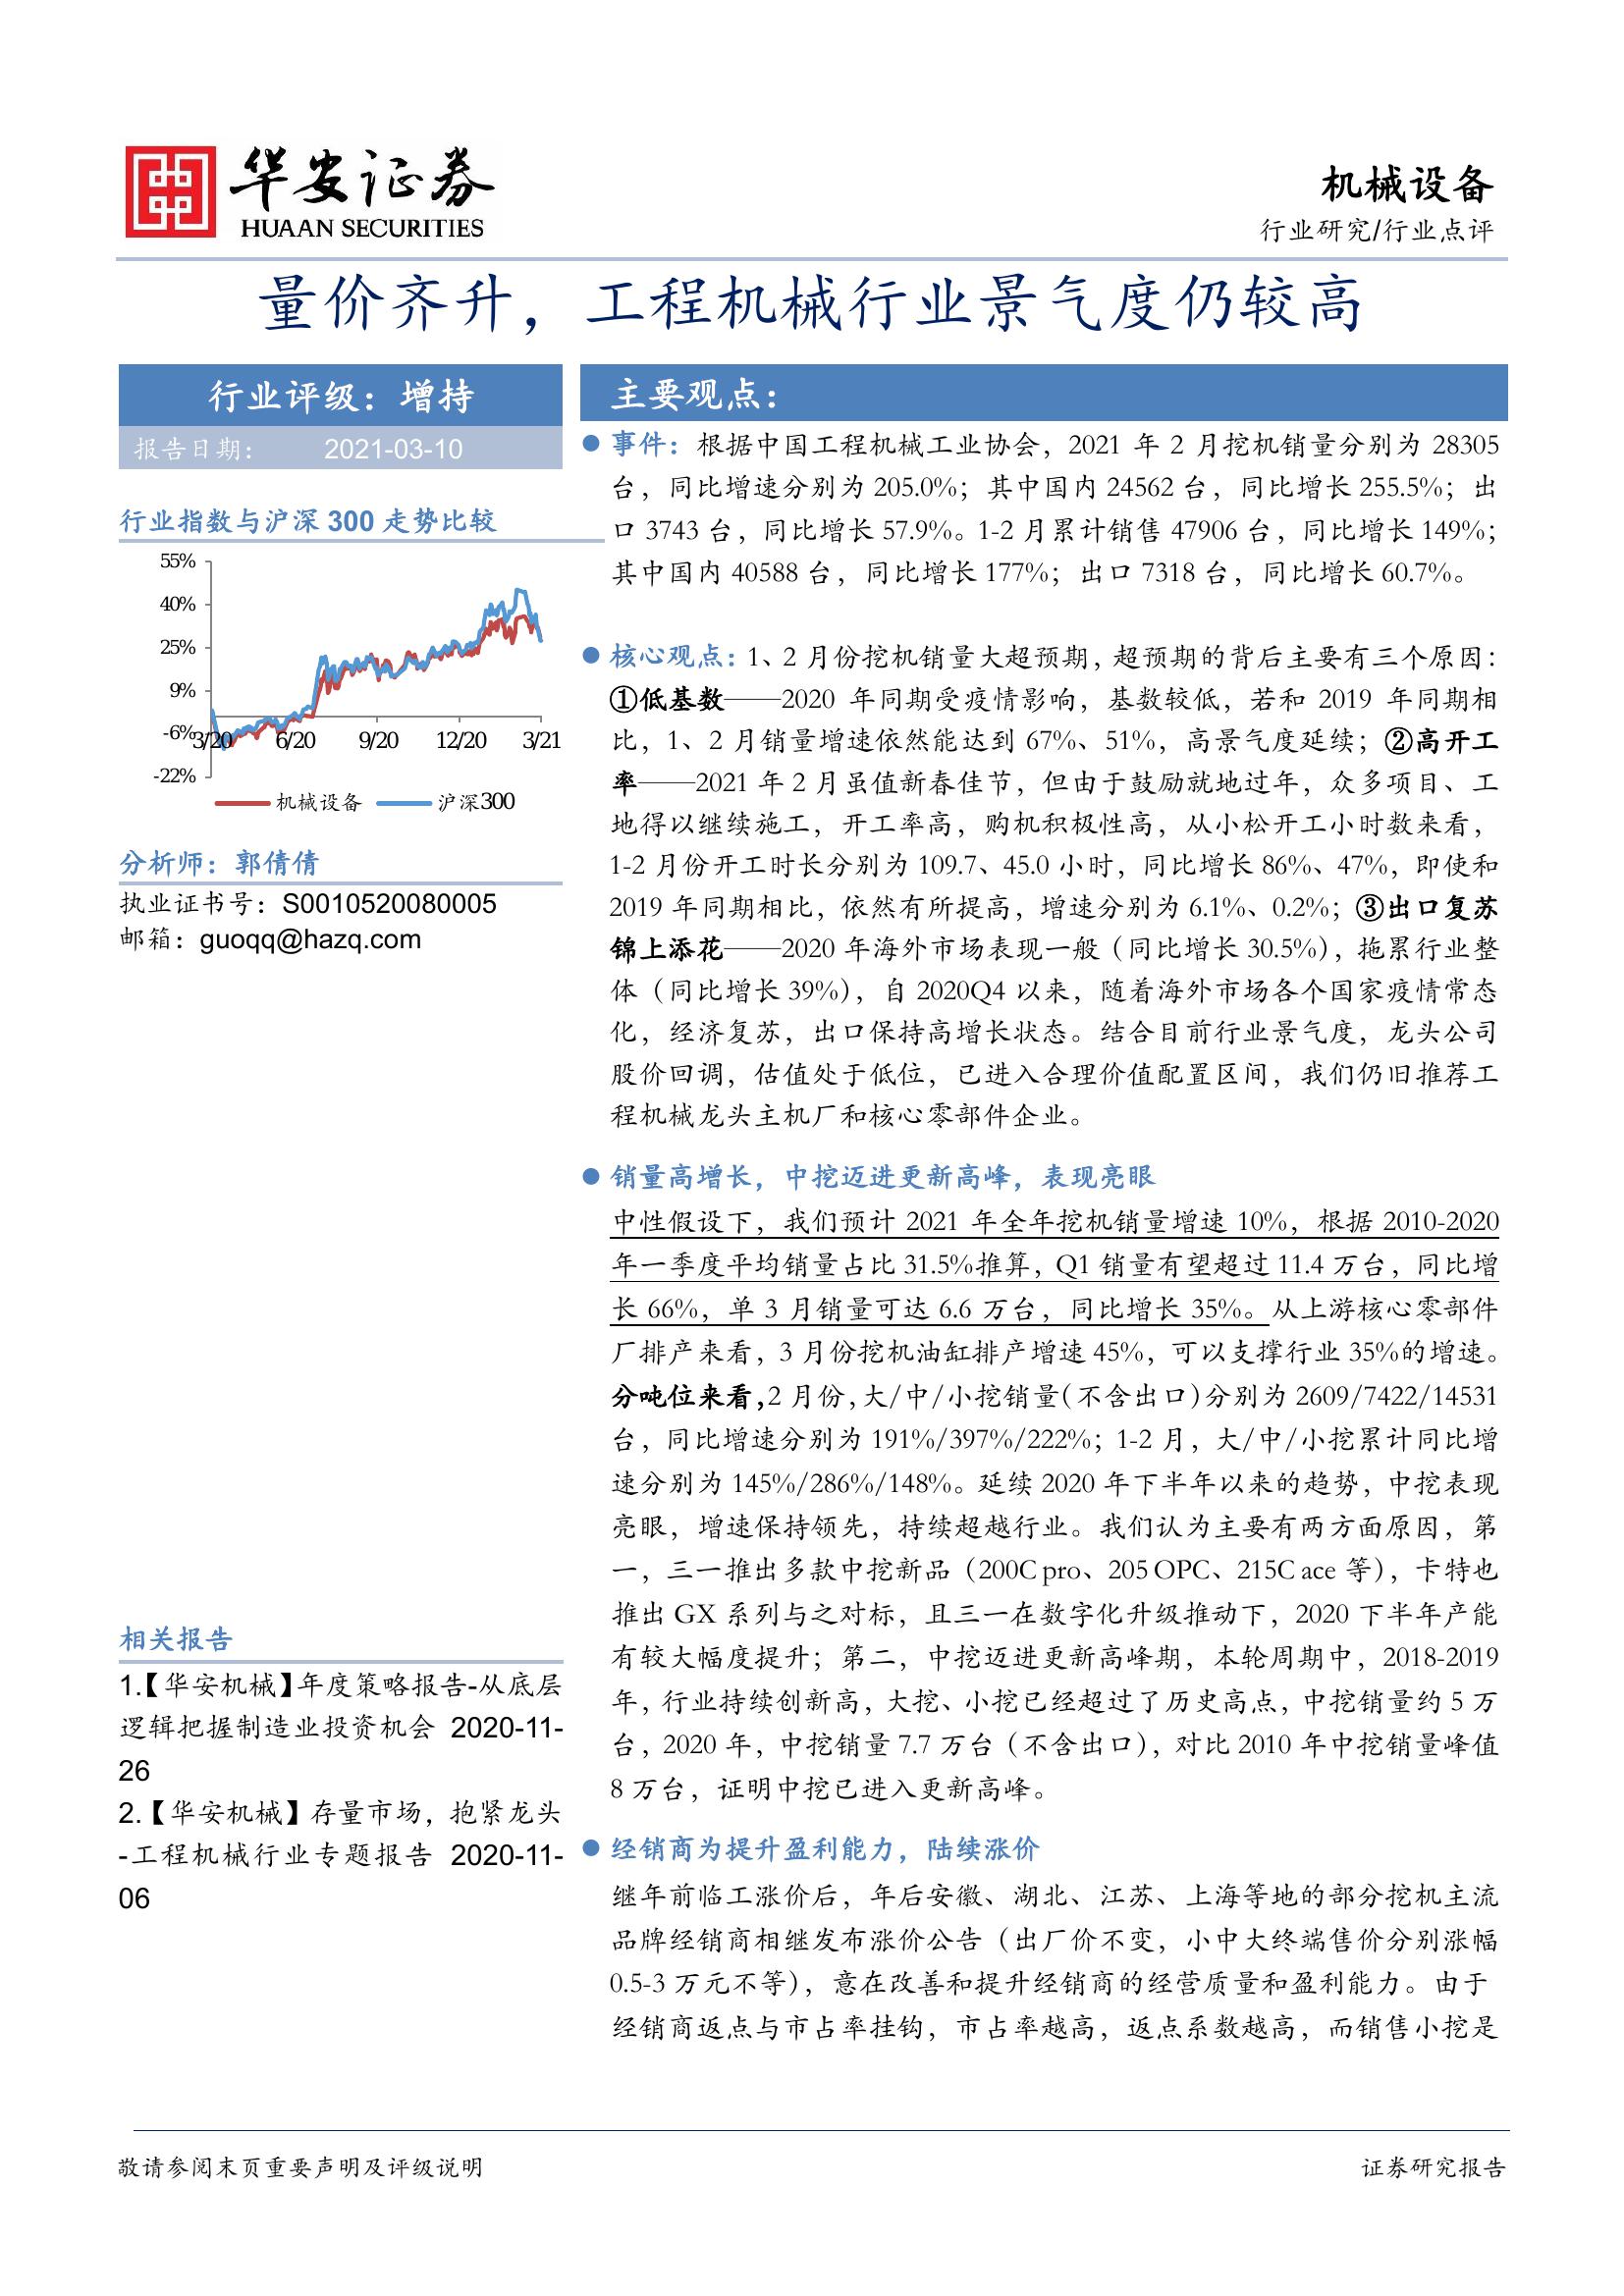 华安证券
HUAAN SECURITIES
机械设备
行业研究/行业点评
量价齐升，工程机械行业景气度仍较高
行业评级：增持
报告日期： 2021-03-10
行业指数与沪深 300 走势比较
55%
40%
25%
9%
-6%
-22%
3/20 6/20 9/20 12/20 3/21
机械设备 沪深300
分析师：郭倩倩
执业证书号：S0010520080005
邮箱：guoqq@hazq.com
相关报告
1.【华安机械】年度策略报告-从底层
逻辑把握制造业投资机会 2020-11-
26
2.【华安机械】存量市场，抱紧龙头
-工程机械行业专题报告 2020-11-
06
主要观点：
事件：根据中国工程机械工业协会，2021 年 2 月挖机销量分别为 28305
台，同比增速分别为 205.0%；其中国内 24562 台，同比增长 255.5%；出
口 3743 台，同比增长 57.9%。1-2 月累计销售 47906 台，同比增长 149%；
其中国内 40588 台，同比增长 177%；出口 7318 台，同比增长 60.7%。
核心观点：1、2 月份挖机销量大超预期，超预期的背后主要有三个原因：
①低基数——2020 年同期受疫情影响，基数较低，若和 2019 年同期相
比，1、2 月销量增速依然能达到 67%、51%，高景气度延续；②高开工
率——2021 年 2 月虽值新春佳节，但由于鼓励就地过年，众多项目、工
地得以继续施工，开工率高，购机积极性高，从小松开工小时数来看，
1-2 月份开工时长分别为 109.7、45.0 小时，同比增长 86%、47%，即使和
2019 年同期相比，依然有所提高，增速分别为 6.1%、0.2%；③出口复苏
锦上添花——2020 年海外市场表现一般（同比增长 30.5%），拖累行业整
体（同比增长 39%），自 2020Q4 以来，随着海外市场各个国家疫情常态
化，经济复苏，出口保持高增长状态。结合目前行业景气度，龙头公司
股价回调，估值处于低位，已进入合理价值配置区间，我们仍旧推荐工
程机械龙头主机厂和核心零部件企业。
销量高增长，中挖迈进更新高峰，表现亮眼
中性假设下，我们预计 2021 年全年挖机销量增速 10%，根据 2010-2020
年一季度平均销量占比 31.5%推算，Q1 销量有望超过 11.4 万台，同比增
长 66%，单 3 月销量可达 6.6 万台，同比增长 35%。从上游核心零部件
厂排产来看，3 月份挖机油缸排产增速 45%，可以支撑行业 35%的增速。
分吨位来看，2 月份，大/中/小挖销量（不含出口）分别为 2609/7422/14531
台，同比增速分别为 191%/397%/222%；1-2 月，大/中/小挖累计同比增
速分别为 145%/286%/148%。延续 2020 年下半年以来的趋势，中挖表现
亮眼，增速保持领先，持续超越行业。我们认为主要有两方面原因，第
一，三一推出多款中挖新品（200C pro、205 OPC、215C ace 等），卡特也
推出 GX 系列与之对标，且三一在数字化升级推动下，2020 下半年产能
有较大幅度提升；第二，中挖迈进更新高峰期，本轮周期中，2018-2019
年，行业持续创新高，大挖、小挖已经超过了历史高点，中挖销量约 5 万
台，2020 年，中挖销量 7.7 万台（不含出口），对比 2010 年中挖销量峰值
8 万台，证明中挖已进入更新高峰。
经销商为提升盈利能力，陆续涨价
继年前临工涨价后，年后安徽、湖北、江苏、上海等地的部分挖机主流
品牌经销商相继发布涨价公告（出厂价不变，小中大终端售价分别涨幅
0.5-3 万元不等），意在改善和提升经销商的经营质量和盈利能力。由于
经销商返点与市占率挂钩，市占率越高，返点系数越高，而销售小挖是
敬请参阅末页重要声明及评级说明
证券研究报告